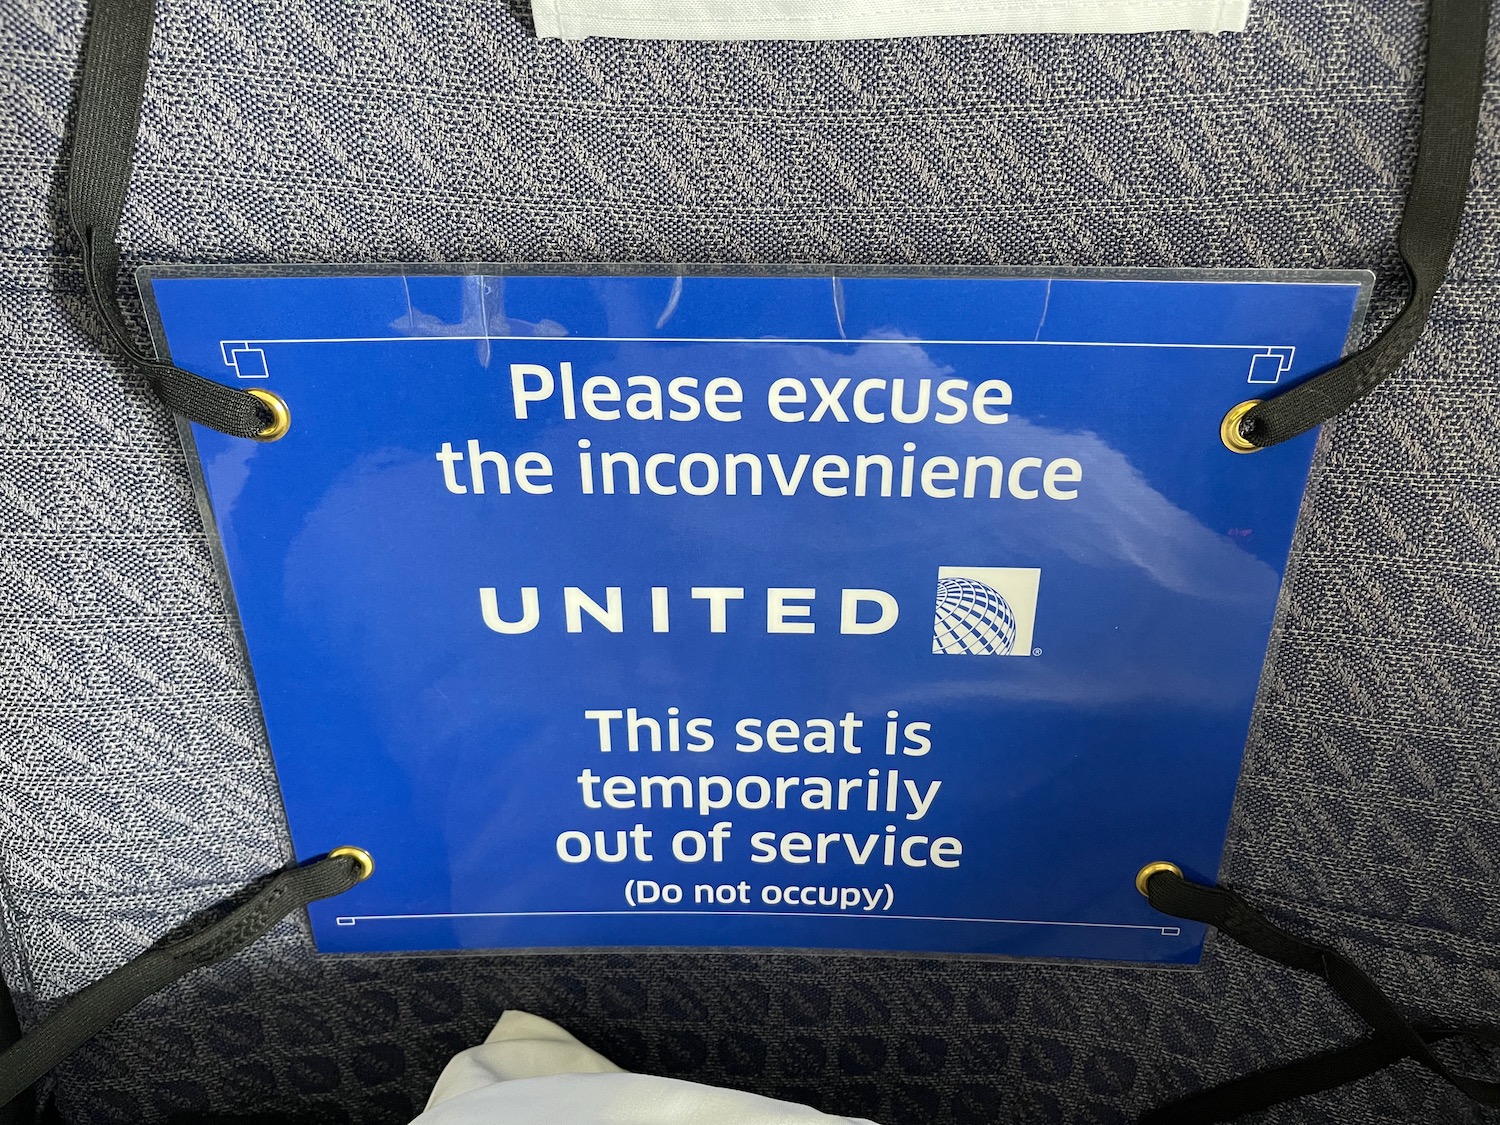 Please excuse
the inconvenience
UNITED
®
This seat is
temporarily
out of service
(Do not occupy)